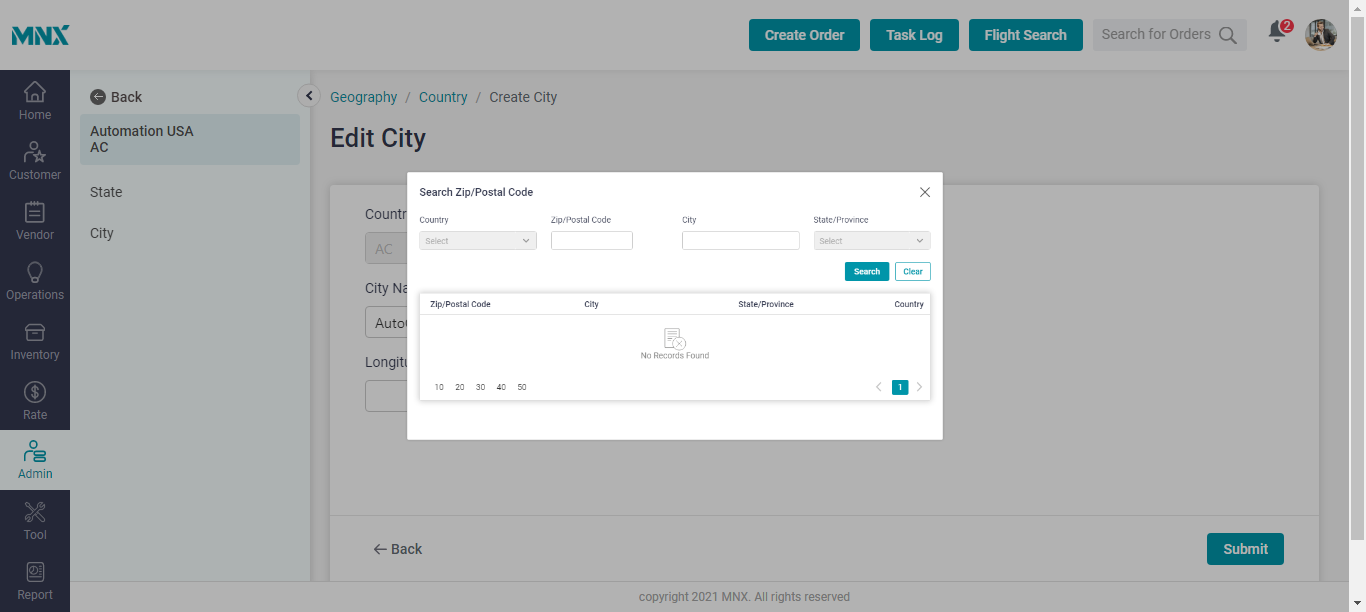 MNX
Create Order
Task Log
Flight Search
Search for Orders
2
Home
Customer
Vendor
Operations
Inventory
Rate
Admin
Tool
Report
Back
Automation USA
AC
State
City
Geography / Country / Create City
Edit City
Countr
AC
City Na
Auto
Longitu
Search Zip/Postal Code
Country
Zip/Postal Code
City
State/Province
Select
Select
Search
Clear
Zip/Postal Code
City
State/Province
Country
No Records Found
10 20 30 40 50
1
Back
Submit
copyright 2021 MNX. All rights reserved